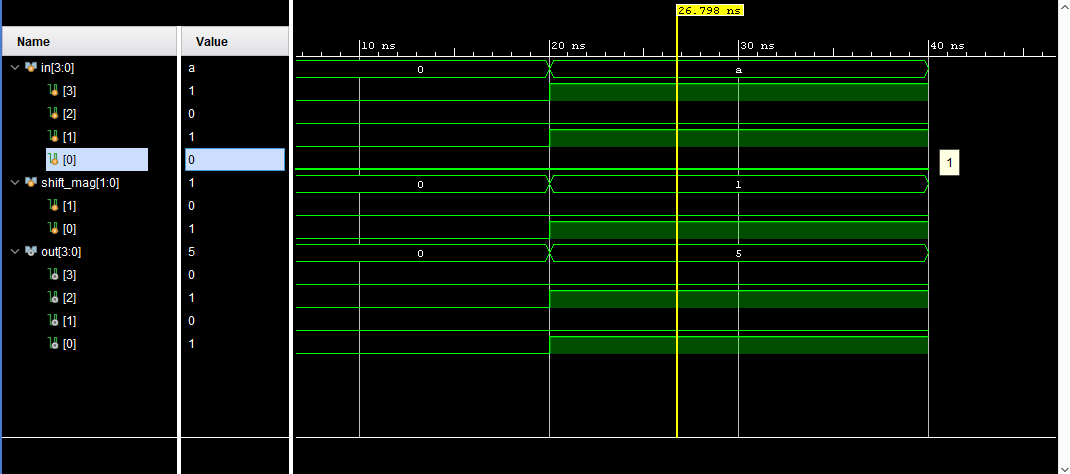 26.798 ns
Name Value 10 ns 20 ns 30 ns 40 ns
in[3:0] a 0 a
[3] 1
[2] 0
[1] 1
[0] 0 1
shift_mag[1:0] 1 0 1
[1] 0
[0] 1
out[3:0] 5 0 5
[3] 0
[2] 1
[1] 0
[0] 1